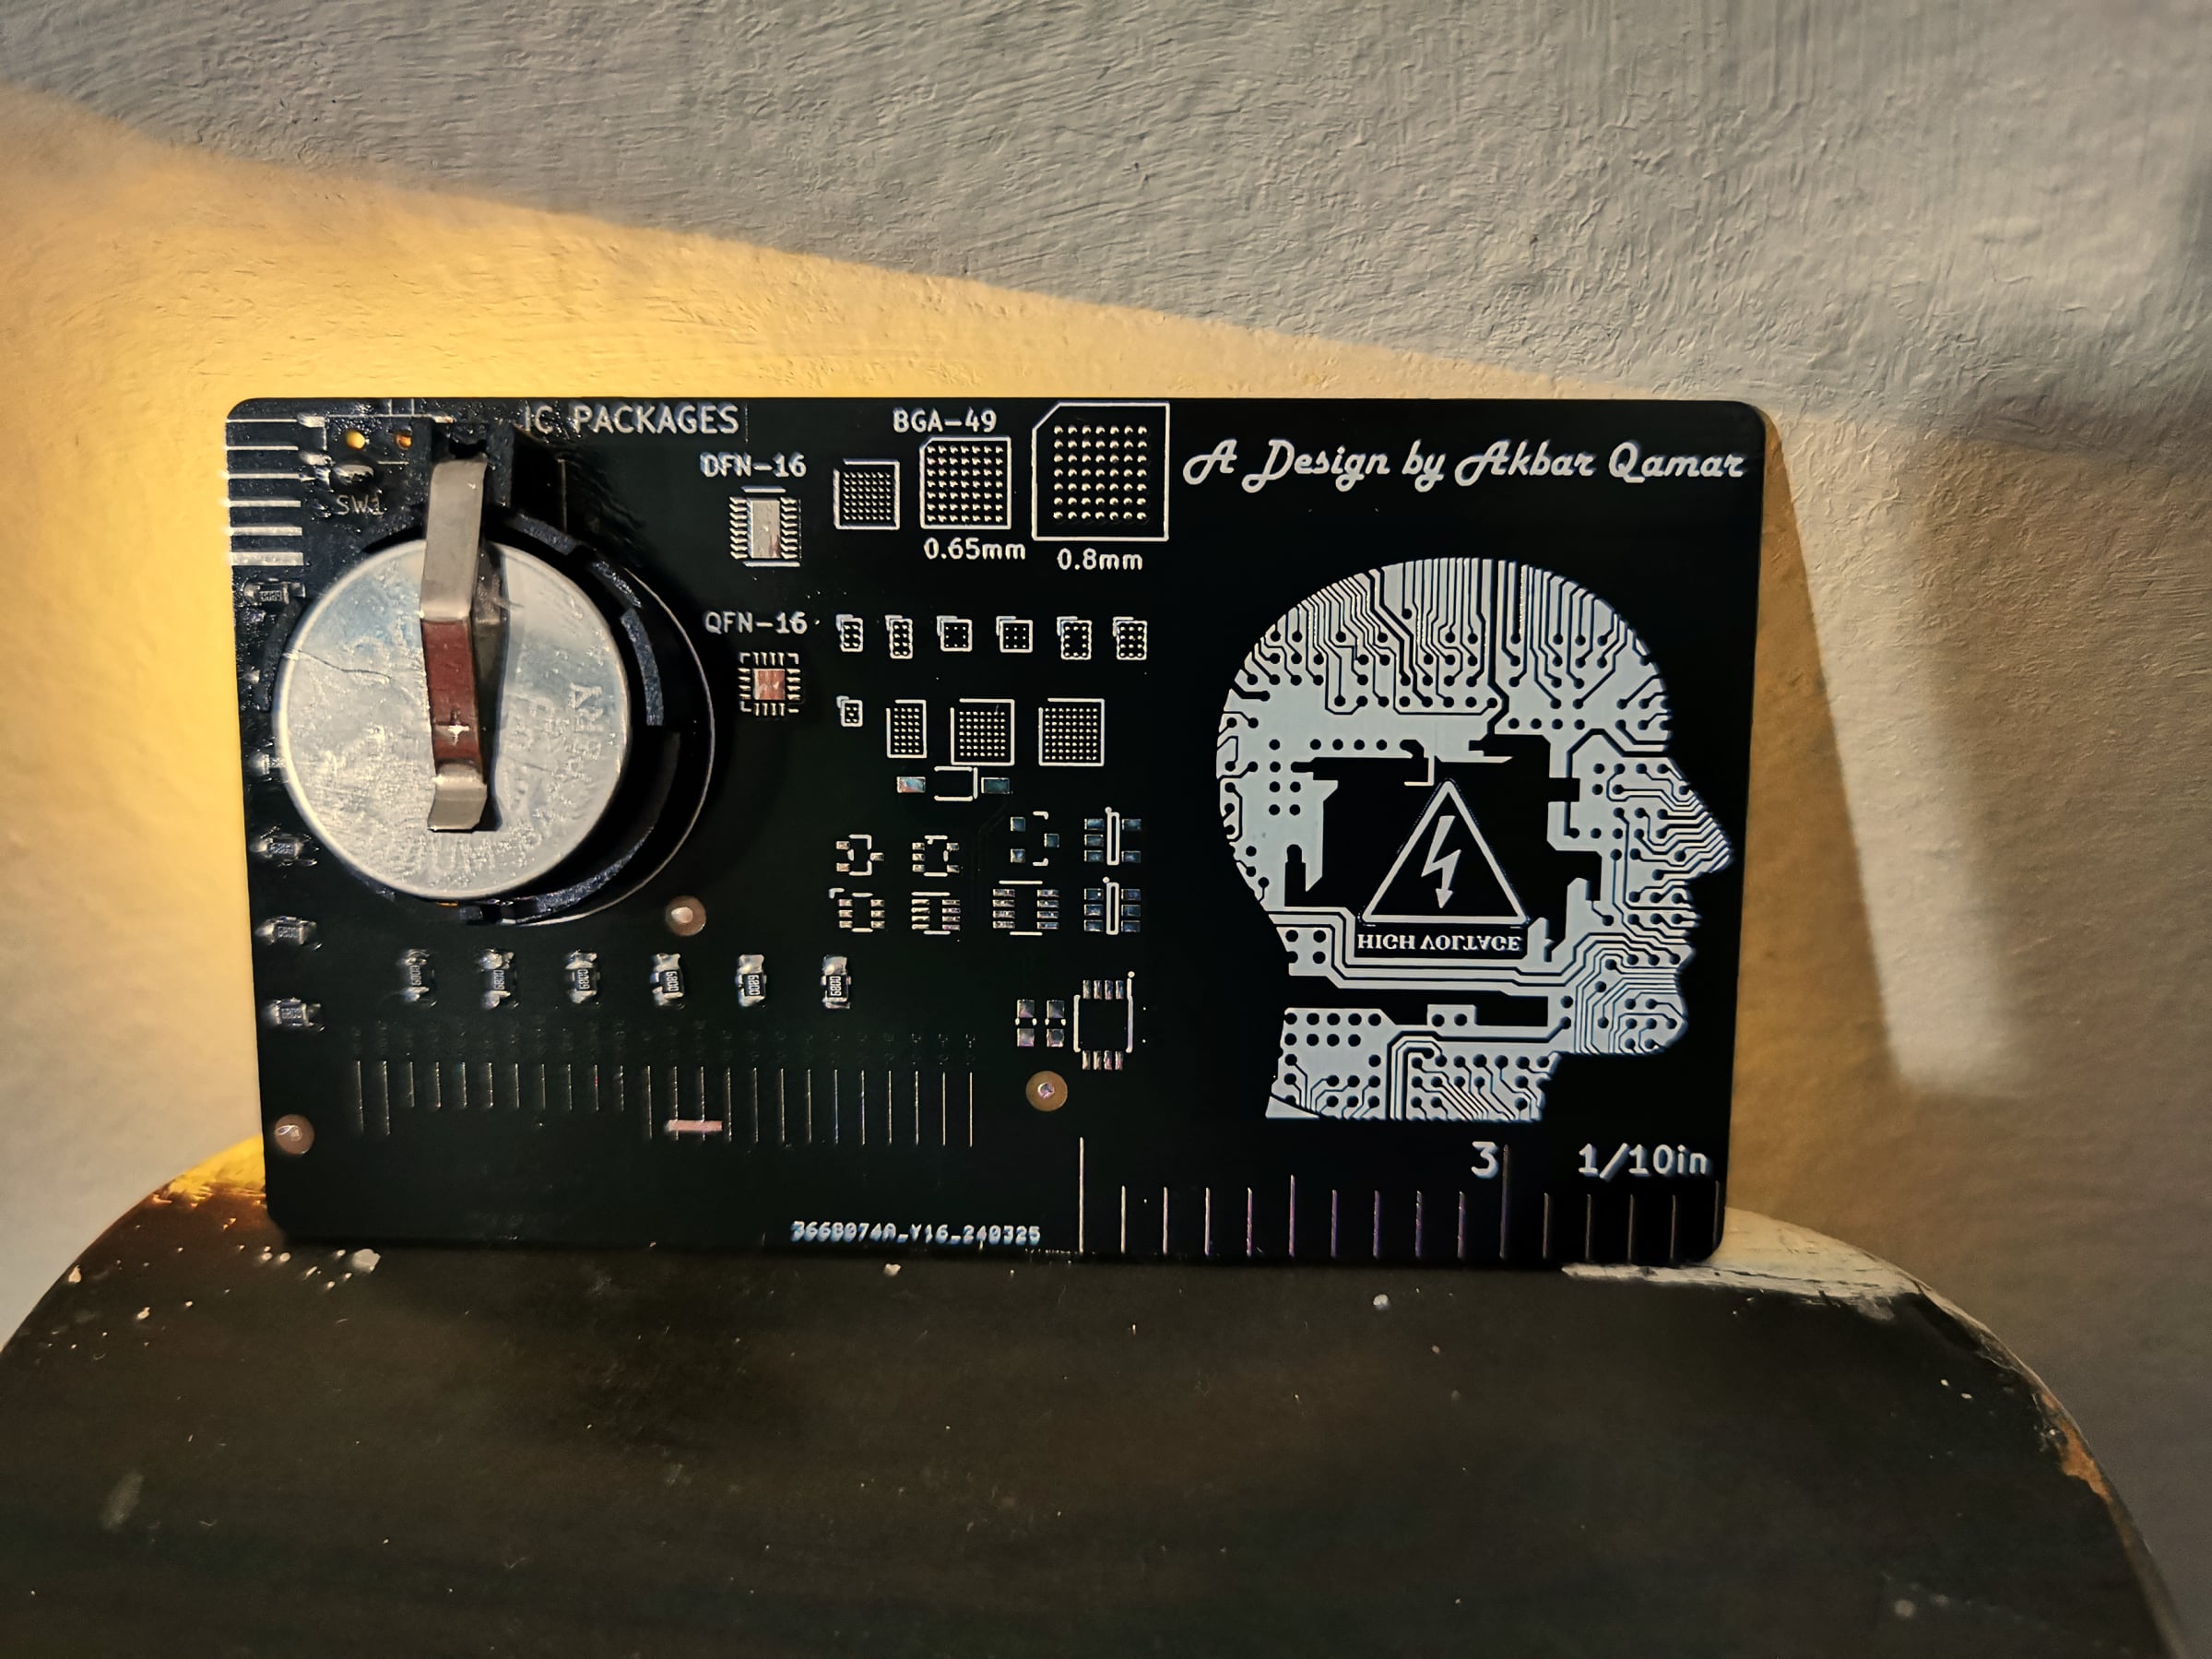 IC PACKAGES
BGA-49
DFN-16
A Design by Akbar Qamar
SW1
0.65mm
0.8mm
QFN-16
+
HIGH VOLTAGE
3
1/10in
3668074A_Y16_240325